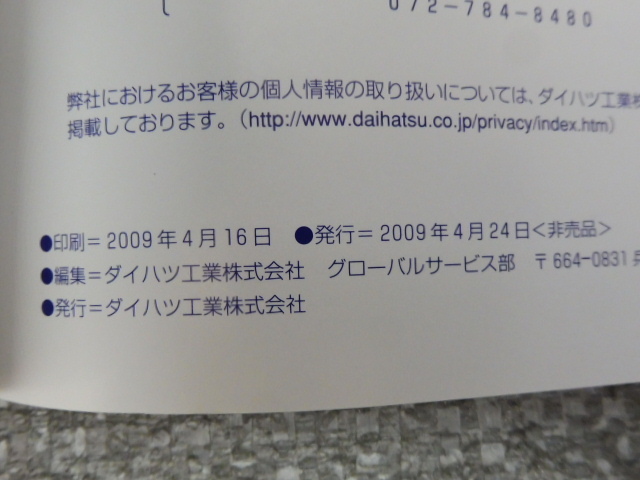 072-784-8480
弊社におけるお客様の個人情報の取り扱いについては、ダイハツ工業
掲載しております。（http://www.daihatsu.co.jp/privacy/index.htm）
●印刷＝2009年4月16日 ●発行＝2009年4月24日<非売品>
●編集＝ダイハツ工業株式会社 グローバルサービス部 〒664-0831
●発行＝ダイハツ工業株式会社